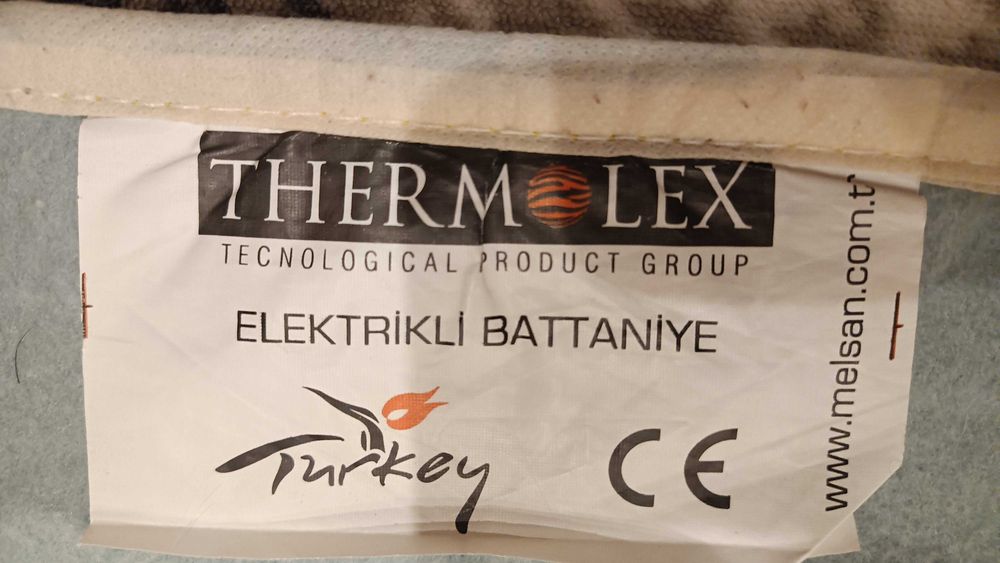 THERMOLEX
TECNOLOGICAL PRODUCT GROUP
ELEKTRİKLİ BATTANİYE
Turkey
CE
www.melsan.com.t